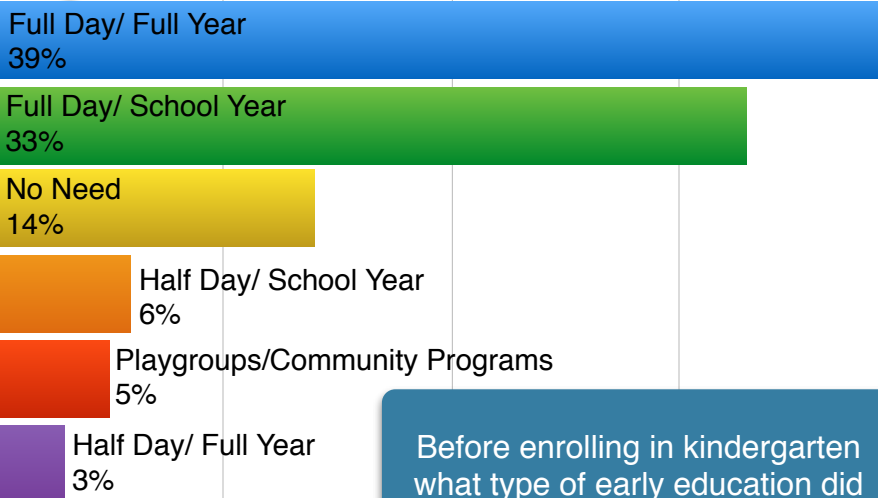 Full Day/ Full Year
39%
Full Day/ School Year
33%
No Need
14%
Half Day/ School Year
6%
Playgroups/Community Programs
5%
Half Day/ Full Year
3%
Before enrolling in kindergarten
what type of early education did